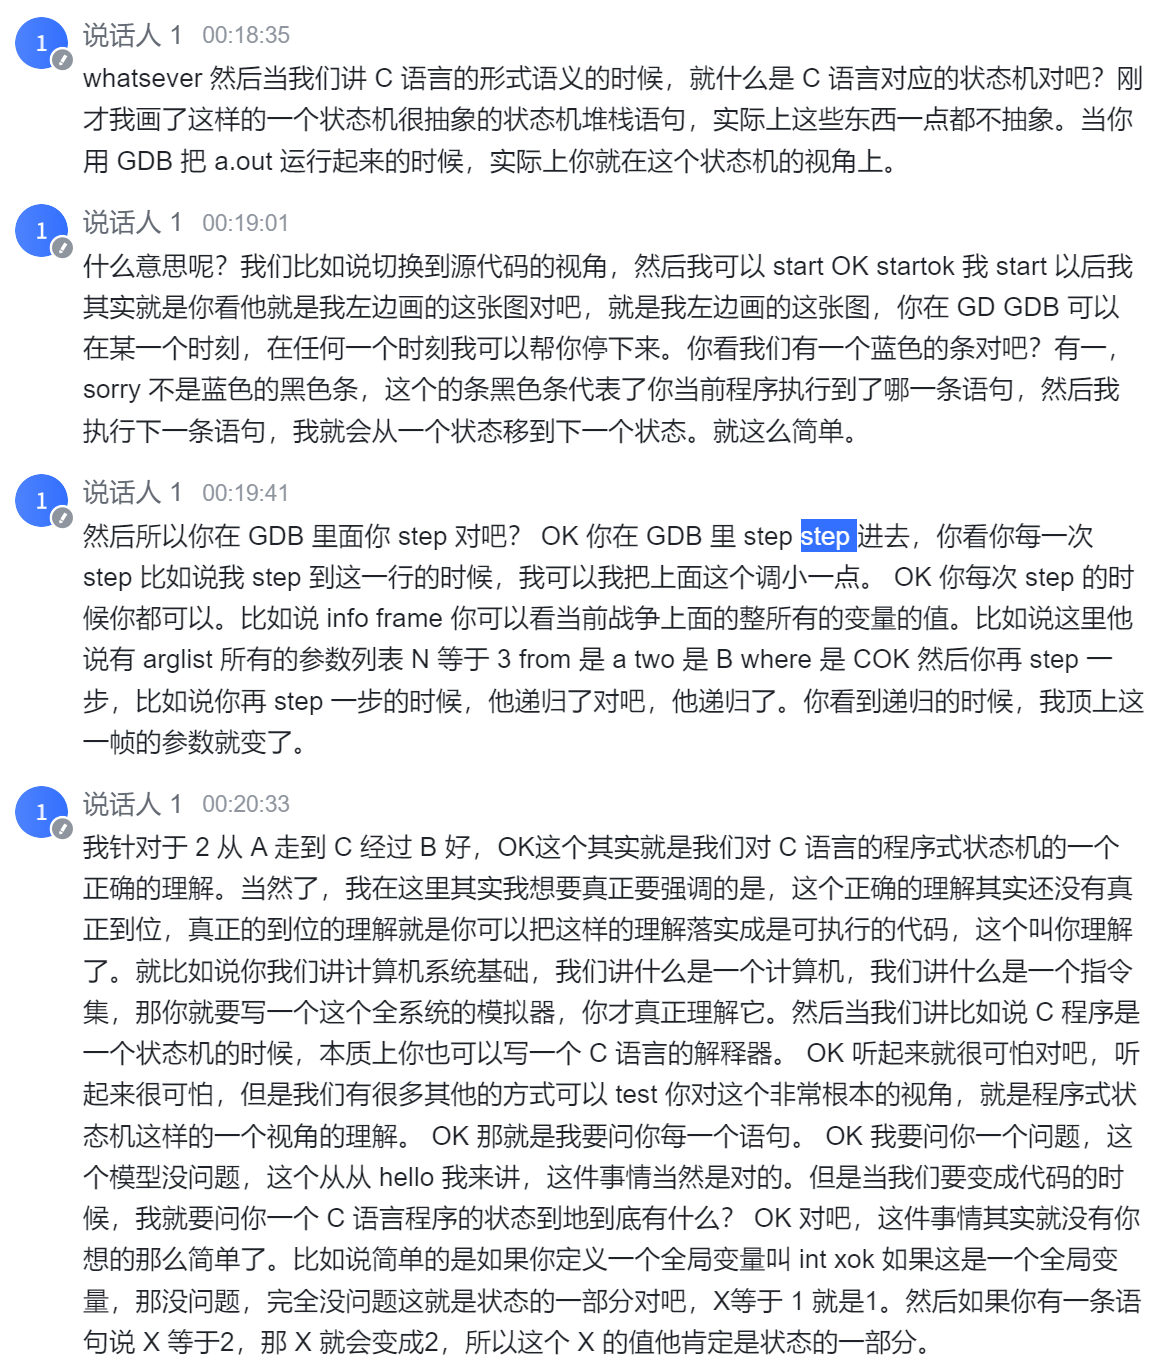 1 说话人 1 00:18:35
whatsever 然后当我们讲 C 语言的形式语义的时候，就什么是 C 语言对应的状态机对吧？刚
才我画了这样的一个状态机很抽象的状态机堆栈语句，实际上这些东西一点都不抽象。当你
用 GDB 把 a.out 运行起来的时候，实际上你就在这个状态机的视角上。
1 说话人 1 00:19:01
什么意思呢？我们比如说切换到源代码的视角，然后我可以 start OK startok 我 start 以后我
其实就是你看他就是我左边画的这张图对吧，就是我左边画的这张图，你在 GD GDB 可以
在某一个时刻，在任何一个时刻我可以帮你停下来。你看我们有一个蓝色的条对吧？有一，
sorry 不是蓝色的黑色条，这个的条黑色条代表了你当前程序执行到了哪一条语句，然后我
执行下一条语句，我就会从一个状态移到下一个状态。就这么简单。
1 说话人 1 00:19:41
然后所以你在 GDB 里面你 step 对吧？ OK 你在 GDB 里 step step 进去，你看你每一次
step 比如说我 step 到这一行的时候，我可以我把上面这个调小一点。 OK 你每次 step 的时
候你都可以。比如说 info frame 你可以看当前战争上面的整所有的变量的值。比如说这里他
说有 arglist 所有的参数列表 N 等于 3 from 是 a two 是 B where 是 COK 然后你再 step 一
步，比如说你再 step 一步的时候，他递归了对吧，他递归了。你看到递归的时候，我顶上这
一帧的参数就变了。
1 说话人 1 00:20:33
我针对于 2 从 A 走到 C 经过 B 好，OK这个其实就是我们对 C 语言的程序式状态机的一个
正确的理解。当然了，我在这里其实我想要真正要强调的是，这个正确的理解其实还没有真
正到位，真正的到位的理解就是你可以把这样的理解落实成是可执行的代码，这个叫你理解
了。就比如说你我们讲计算机系统基础，我们讲什么是一个计算机，我们讲什么是一个指令
集，那你就要写一个这个全系统的模拟器，你才真正理解它。然后当我们讲比如说 C 程序是
一个状态机的时候，本质上你也可以写一个 C 语言的解释器。 OK 听起来就很可怕对吧，听
起来很可怕，但是我们有很多其他的方式可以 test 你对这个非常根本的视角，就是程序式状
态机这样的一个视角的理解。 OK 那就是我要问你每一个语句。 OK 我要问你一个问题，这
个模型没问题，这个从从 hello 我来讲，这件事情当然是对的。但是当我们要变成代码的时
候，我就要问你一个 C 语言程序的状态到地到底有什么？ OK 对吧，这件事情其实就没有你
想的那么简单了。比如说简单的是如果你定义一个全局变量叫 int xok 如果这是一个全局变
量，那没问题，完全没问题这就是状态的一部分对吧，X等于 1 就是1。然后如果你有一条语
句说 X 等于2，那 X 就会变成2，所以这个 X 的值他肯定是状态的一部分。